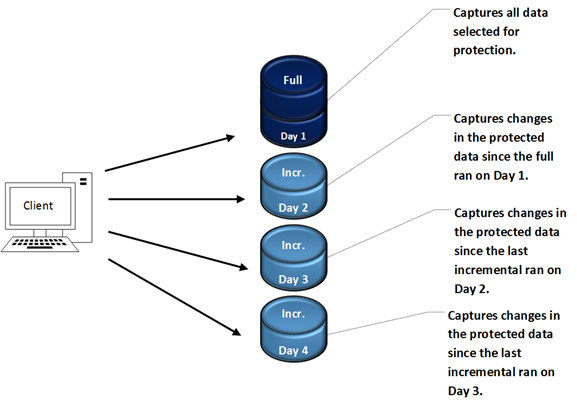 Captures all data
selected for
protection.
Full
Day 1
Captures changes
in the protected
data since the full
ran on Day 1.
Incr.
Day 2
Client
Captures changes in
the protected data
since the last
incremental ran on
Day 2.
Incr.
Day 3
Captures changes in
the protected data
since the last
incremental ran on
Day 3.
Incr.
Day 4